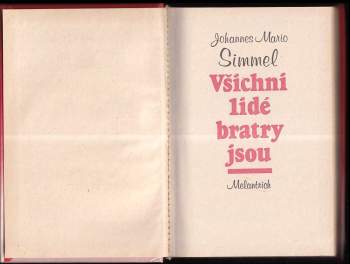 Johannes Mario
Simmel
Všichni
lidé
bratry
jsou
Melantrich